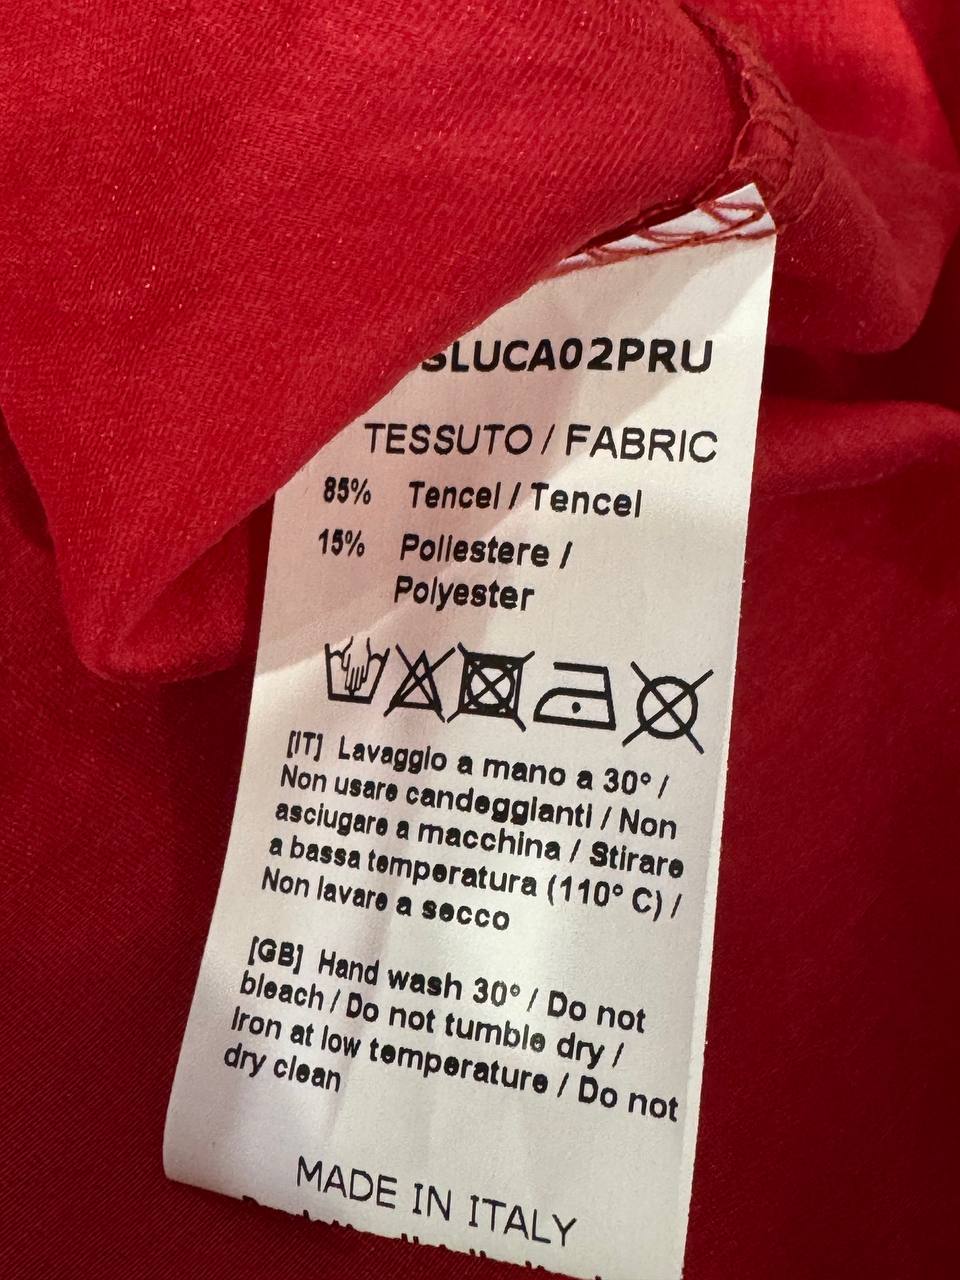 SLUCA02PRU
TESSUTO / FABRIC
85% Tencel / Tencel
15% Poliestere /
Polyester
[IT] Lavaggio a mano a 30° /
Non usare candeggianti / Non
asciugare a macchina / Stirare
a bassa temperatura (110° C) /
Non lavare a secco
[GB] Hand wash 30° / Do not
bleach / Do not tumble dry /
Iron at low temperature / Do not
dry clean
MADE IN ITALY